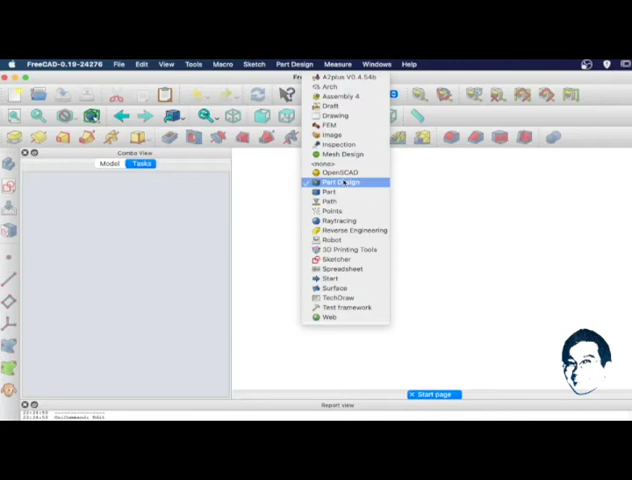 FreeCAD-0.19-24276 File Edit View Tools Macro Sketch Part Design Measure Windows Help
A2plus V0.4.54b
Arch
Assembly 4
Draft
Drawing
FEM
Image
Inspection
Mesh Design
<none>
OpenSCAD
Part Design
Part
Path
Points
Raytracing
Reverse Engineering
Robot
3D Printing Tools
Sketcher
Spreadsheet
Start
Surface
TechDraw
Test framework
Web
Combo View
Model Tasks
Start page
Report view